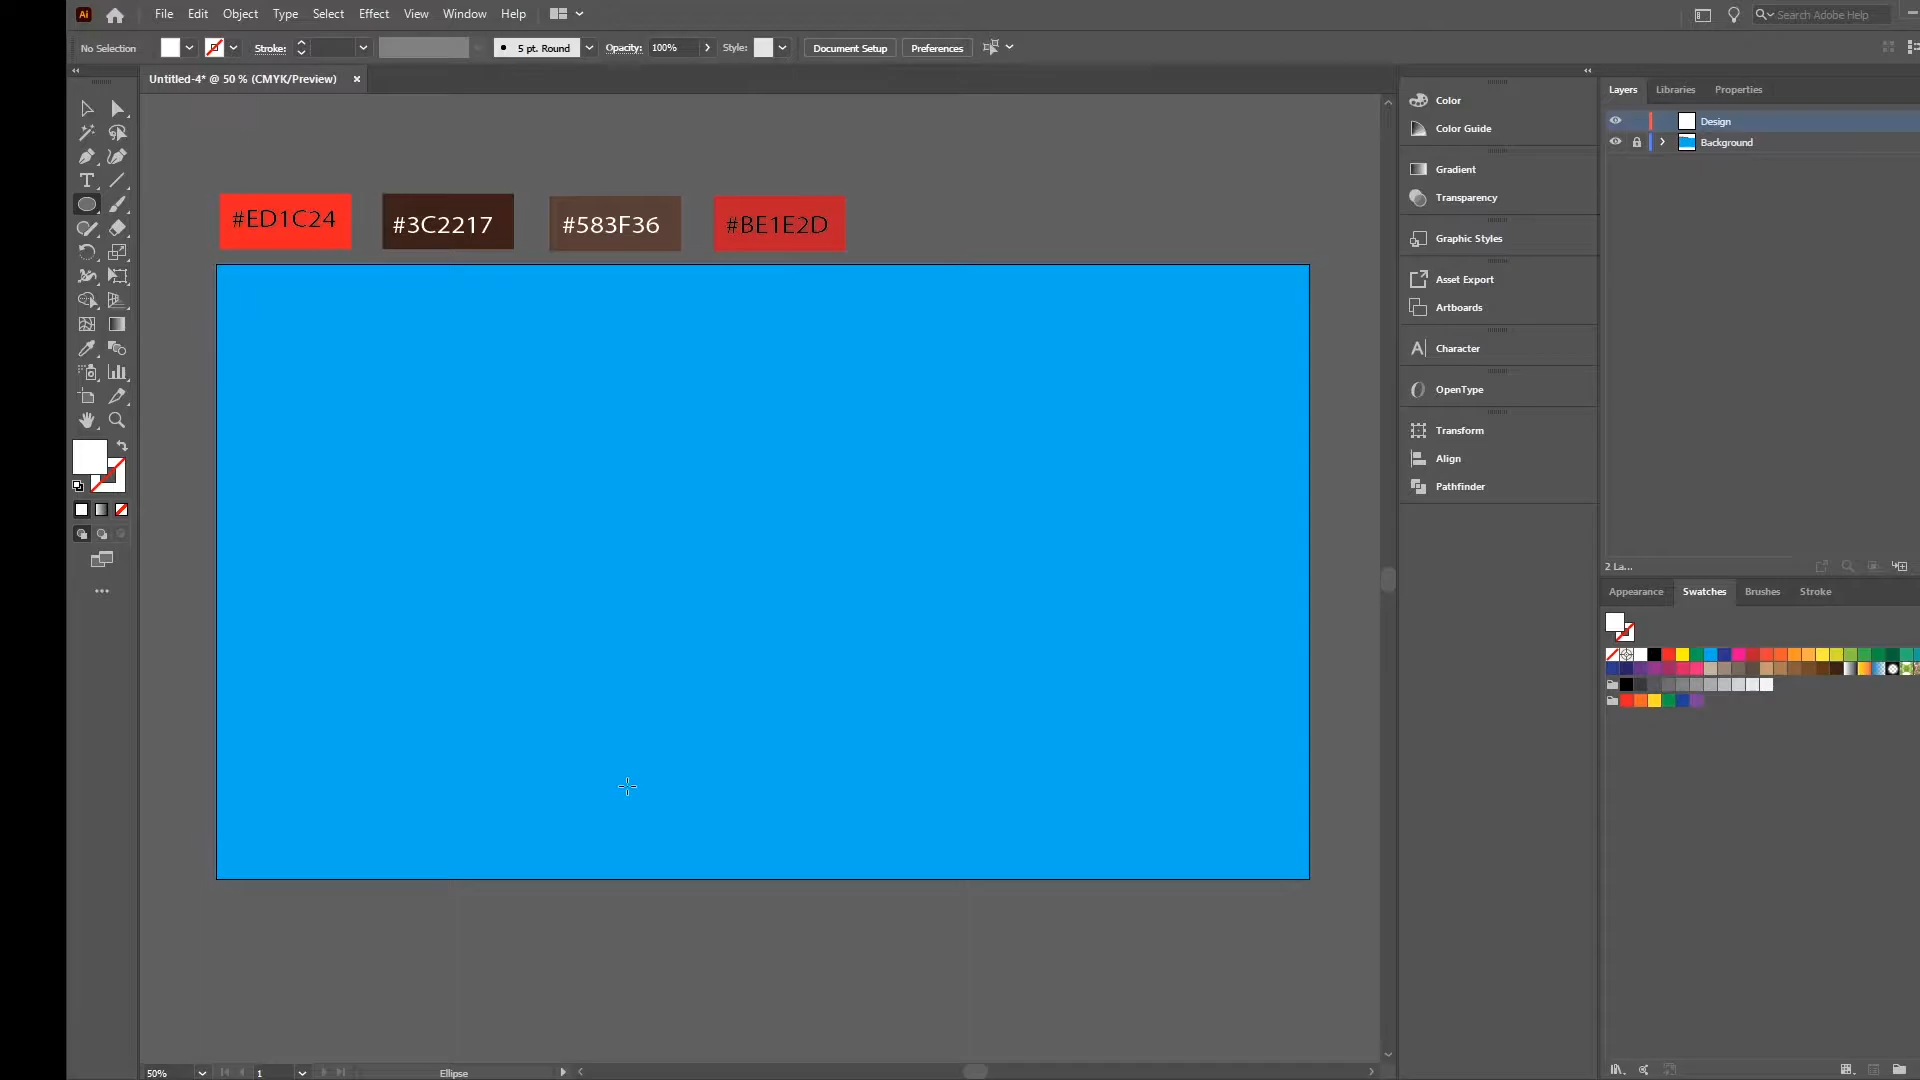 Ai File Edit Object Type Select Effect View Window Help Search Adobe Help
No Selection Stroke: 5 pt. Round Opacity: 100% Style: Document Setup Preferences
Untitled-4* @ 50 % (CMYK/Preview)
#ED1C24 #3C2217 #583F36 #BE1E2D
Color
Color Guide
Gradient
Transparency
Graphic Styles
Asset Export
Artboards
Character
OpenType
Transform
Align
Pathfinder
Layers Libraries Properties
Design
Background
2 La...
Appearance Swatches Brushes Stroke
50% 1 Ellipse